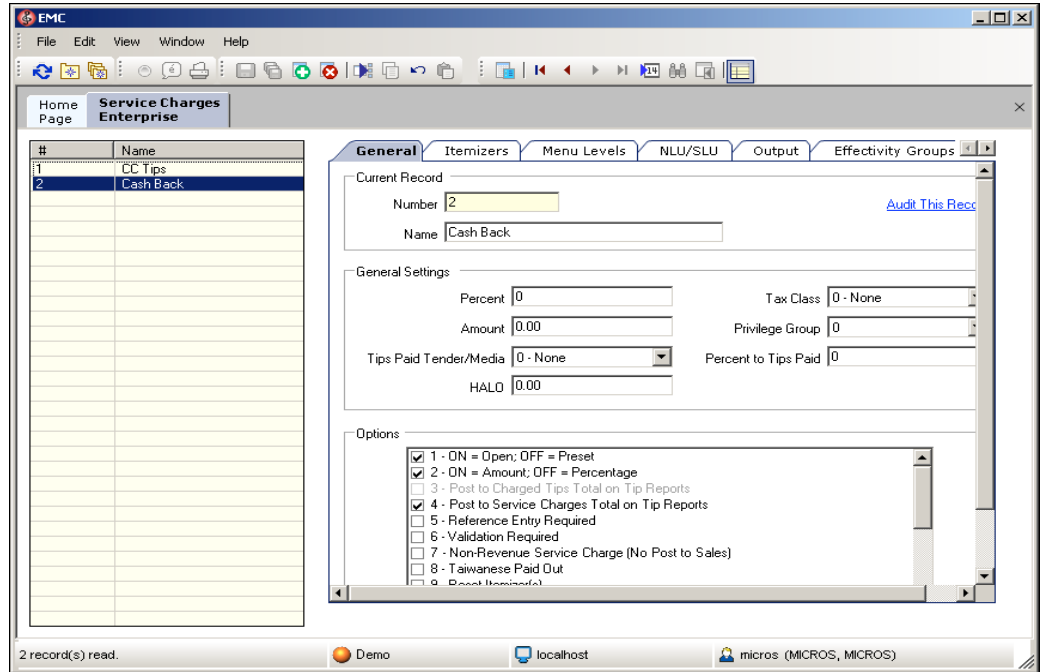 EMC
File Edit View Window Help
14
Home Page
Service Charges Enterprise
# Name
1 CC Tips
2 Cash Back
General Itemizers Menu Levels NLU/SLU Output Effectivity Groups
Current Record
Number 2
Audit This Reco
Name Cash Back
General Settings
Percent 0
Tax Class 0 - None
Amount 0.00
Privilege Group 0
Tips Paid Tender/Media 0 - None
Percent to Tips Paid 0
HALO 0.00
Options
1 - ON = Open; OFF = Preset
2 - ON = Amount; OFF = Percentage
3 - Post to Charged Tips Total on Tip Reports
4 - Post to Service Charges Total on Tip Reports
5 - Reference Entry Required
6 - Validation Required
7 - Non-Revenue Service Charge (No Post to Sales)
8 - Taiwanese Paid Out
9 - Reset Itemizer(s)
2 record(s) read.
Demo
localhost
micros (MICROS, MICROS)